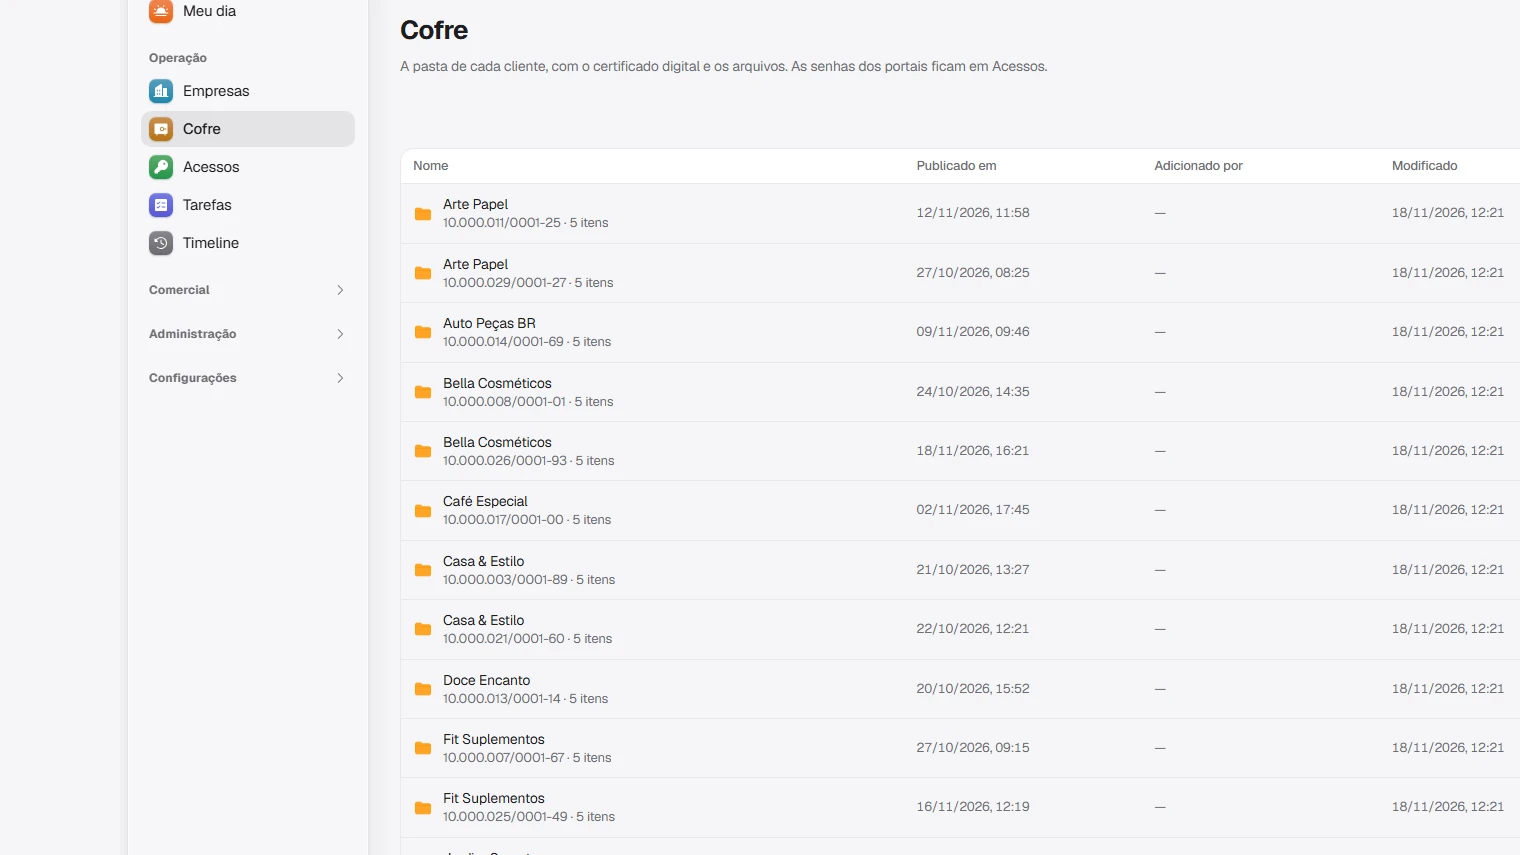 Meu dia
Operação
Empresas
Cofre
Acessos
Tarefas
Timeline
Comercial
Administração
Configurações
Cofre
A pasta de cada cliente, com o certificado digital e os arquivos. As senhas dos portais ficam em Acessos.
Nome Publicado em Adicionado por Modificado
Arte Papel
10.000.011/0001-25 · 5 itens 12/11/2026, 11:58 — 18/11/2026, 12:21
Arte Papel
10.000.029/0001-27 · 5 itens 27/10/2026, 08:25 — 18/11/2026, 12:21
Auto Peças BR
10.000.014/0001-69 · 5 itens 09/11/2026, 09:46 — 18/11/2026, 12:21
Bella Cosméticos
10.000.008/0001-01 · 5 itens 24/10/2026, 14:35 — 18/11/2026, 12:21
Bella Cosméticos
10.000.026/0001-93 · 5 itens 18/11/2026, 16:21 — 18/11/2026, 12:21
Café Especial
10.000.017/0001-00 · 5 itens 02/11/2026, 17:45 — 18/11/2026, 12:21
Casa & Estilo
10.000.003/0001-89 · 5 itens 21/10/2026, 13:27 — 18/11/2026, 12:21
Casa & Estilo
10.000.021/0001-60 · 5 itens 22/10/2026, 12:21 — 18/11/2026, 12:21
Doce Encanto
10.000.013/0001-14 · 5 itens 20/10/2026, 15:52 — 18/11/2026, 12:21
Fit Suplementos
10.000.007/0001-67 · 5 itens 27/10/2026, 09:15 — 18/11/2026, 12:21
Fit Suplementos
10.000.025/0001-49 · 5 itens 16/11/2026, 12:19 — 18/11/2026, 12:21